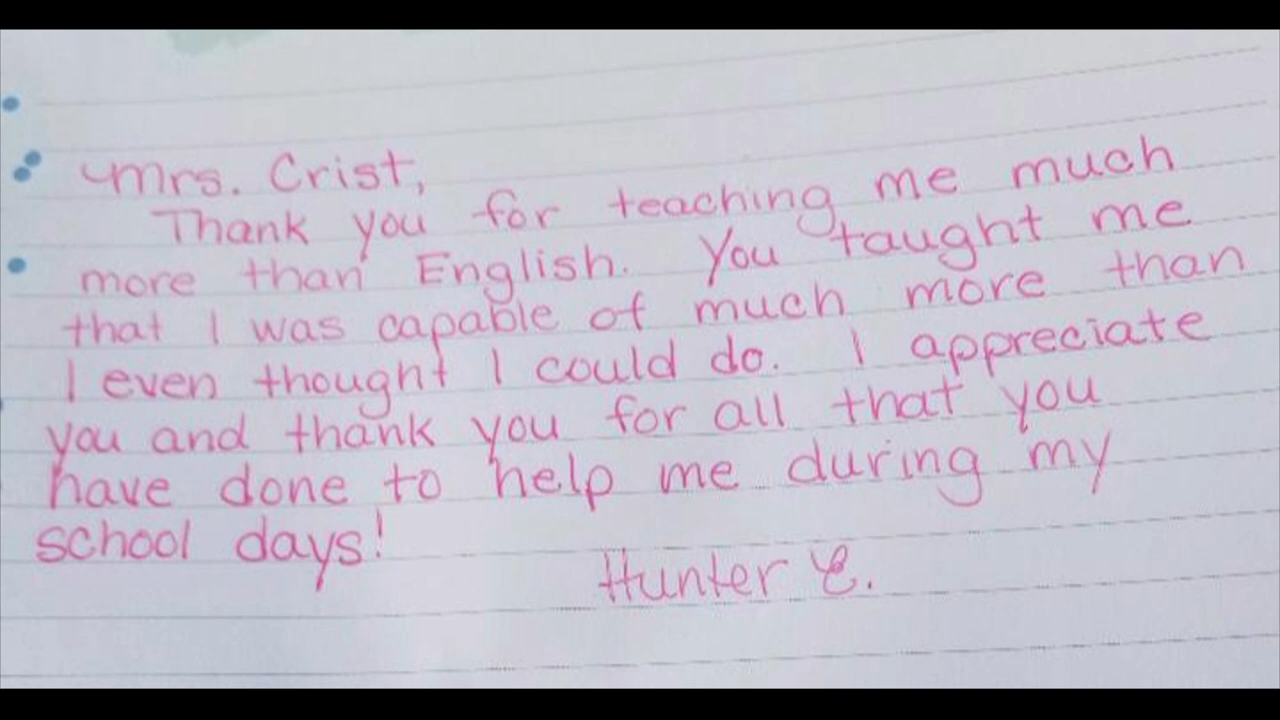 Mrs. Crist,
Thank you for teaching me much
more than English. You taught me
that I was capable of much more than
I even thought I could do. I appreciate
you and thank you for all that you
have done to help me during my
school days!
Hunter C.